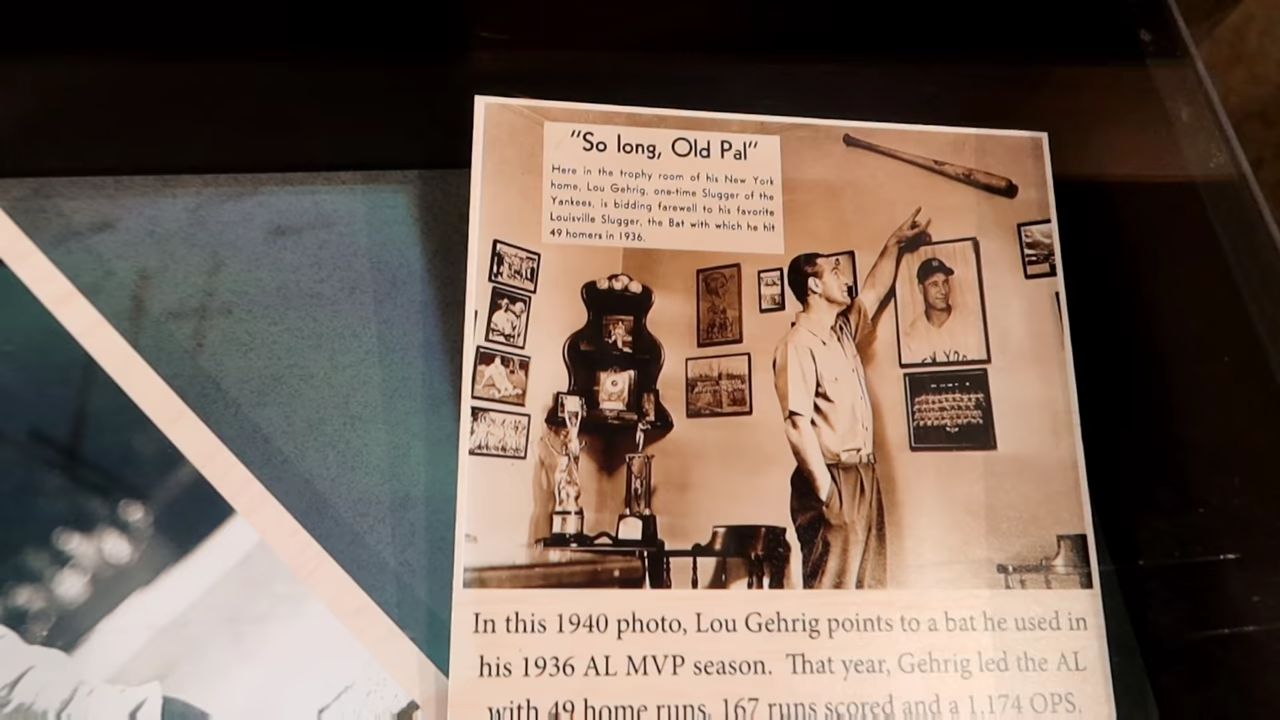 "So long, Old Pal"
Here in the trophy room of his New York
home, Lou Gehrig, one-time Slugger of the
Yankees, is bidding farewell to his favorite
Louisville Slugger, the Bat with which he hit
49 homers in 1936.
In this 1940 photo, Lou Gehrig points to a bat he used in
his 1936 AL MVP season. That year, Gehrig led the AL
with 49 home runs, 167 runs scored and a 1.174 OPS.